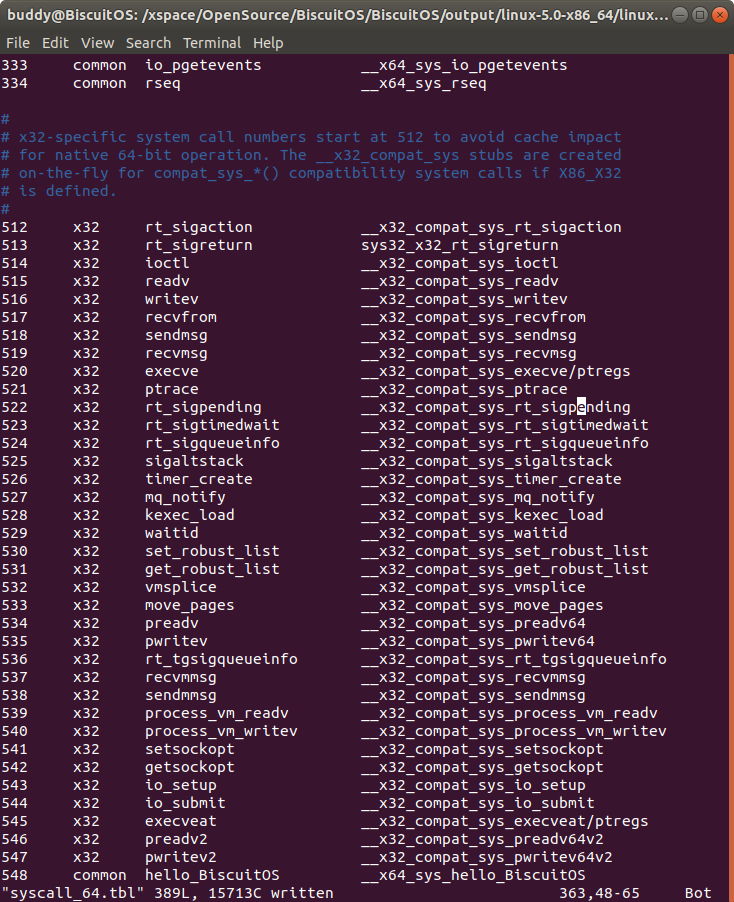 buddy@BiscuitOS: /xspace/OpenSource/BiscuitOS/BiscuitOS/output/linux-5.0-x86_64/linux...
File Edit View Search Terminal Help
333 common io_pgetevents __x64_sys_io_pgetevents
334 common rseq __x64_sys_rseq
#
# x32-specific system call numbers start at 512 to avoid cache impact
# for native 64-bit operation. The __x32_compat_sys stubs are created
# on-the-fly for compat_sys_*() compatibility system calls if X86_X32
# is defined.
#
512 x32 rt_sigaction __x32_compat_sys_rt_sigaction
513 x32 rt_sigreturn sys32_x32_rt_sigreturn
514 x32 ioctl __x32_compat_sys_ioctl
515 x32 readv __x32_compat_sys_readv
516 x32 writev __x32_compat_sys_writev
517 x32 recvfrom __x32_compat_sys_recvfrom
518 x32 sendmsg __x32_compat_sys_sendmsg
519 x32 recvmsg __x32_compat_sys_recvmsg
520 x32 execve __x32_compat_sys_execve/ptregs
521 x32 ptrace __x32_compat_sys_ptrace
522 x32 rt_sigpending __x32_compat_sys_rt_sigpending
523 x32 rt_sigtimedwait __x32_compat_sys_rt_sigtimedwait
524 x32 rt_sigqueueinfo __x32_compat_sys_rt_sigqueueinfo
525 x32 sigaltstack __x32_compat_sys_sigaltstack
526 x32 timer_create __x32_compat_sys_timer_create
527 x32 mq_notify __x32_compat_sys_mq_notify
528 x32 kexec_load __x32_compat_sys_kexec_load
529 x32 waitid __x32_compat_sys_waitid
530 x32 set_robust_list __x32_compat_sys_set_robust_list
531 x32 get_robust_list __x32_compat_sys_get_robust_list
532 x32 vmsplice __x32_compat_sys_vmsplice
533 x32 move_pages __x32_compat_sys_move_pages
534 x32 preadv __x32_compat_sys_preadv64
535 x32 pwritev __x32_compat_sys_pwritev64
536 x32 rt_tgsigqueueinfo __x32_compat_sys_rt_tgsigqueueinfo
537 x32 recvmmsg __x32_compat_sys_recvmmsg
538 x32 sendmmsg __x32_compat_sys_sendmmsg
539 x32 process_vm_readv __x32_compat_sys_process_vm_readv
540 x32 process_vm_writev __x32_compat_sys_process_vm_writev
541 x32 setsockopt __x32_compat_sys_setsockopt
542 x32 getsockopt __x32_compat_sys_getsockopt
543 x32 io_setup __x32_compat_sys_io_setup
544 x32 io_submit __x32_compat_sys_io_submit
545 x32 execveat __x32_compat_sys_execveat/ptregs
546 x32 preadv2 __x32_compat_sys_preadv64v2
547 x32 pwritev2 __x32_compat_sys_pwritev64v2
548 common hello_BiscuitOS __x64_sys_hello_BiscuitOS
"syscall_64.tbl" 389L, 15713C written 363,48-65 Bot